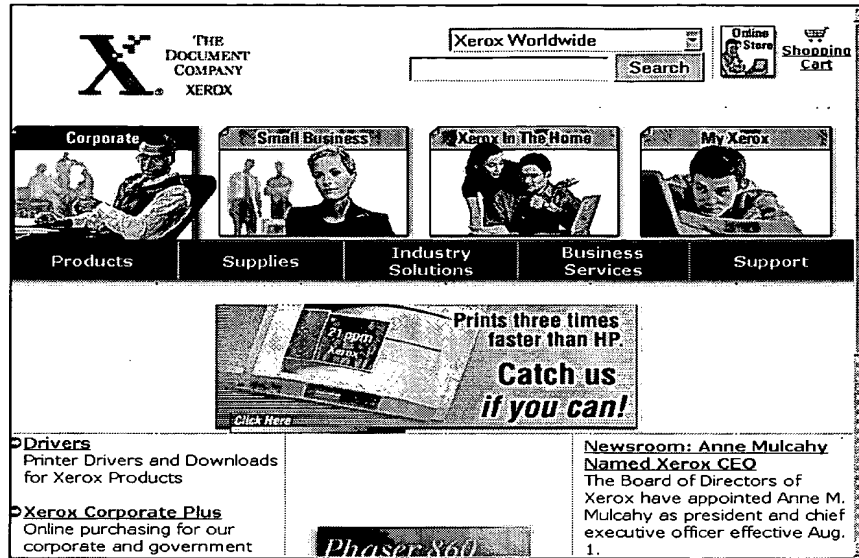 THE
DOCUMENT
COMPANY
XEROX
Xerox Worldwide
Search
Online
Store
Shopping
Cart
Corporate
Small Business
Xerox In The Home
My Xerox
Products
Supplies
Industry
Solutions
Business
Services
Support
21 ppm
Xerox
Prints three times
faster than HP.
Catch us
if you can!
Click Here
Drivers
Printer Drivers and Downloads
for Xerox Products
Xerox Corporate Plus
Online purchasing for our
corporate and government
Phaser 860
Newsroom: Anne Mulcahy
Named Xerox CEO
The Board of Directors of
Xerox have appointed Anne M.
Mulcahy as president and chief
executive officer effective Aug.
1.